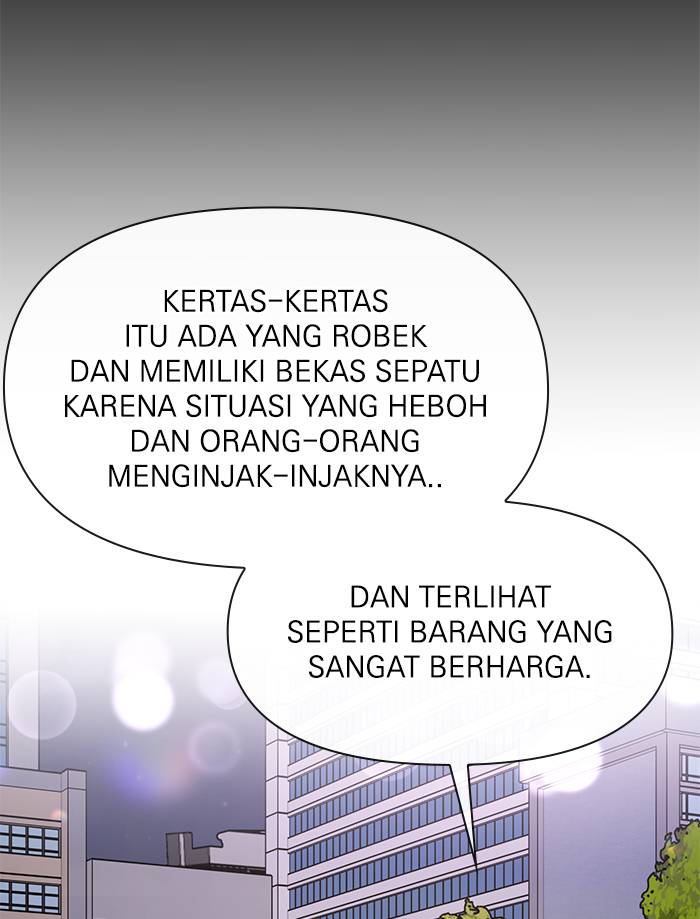 KERTAS-KERTAS
ITU ADA YANG ROBEK
DAN MEMILIKI BEKAS SEPATU
KARENA SITUASI YANG HEBOH
DAN ORANG-ORANG
MENGINJAK-INJAKNYA..
DAN TERLIHAT
SEPERTI BARANG YANG
SANGAT BERHARGA.